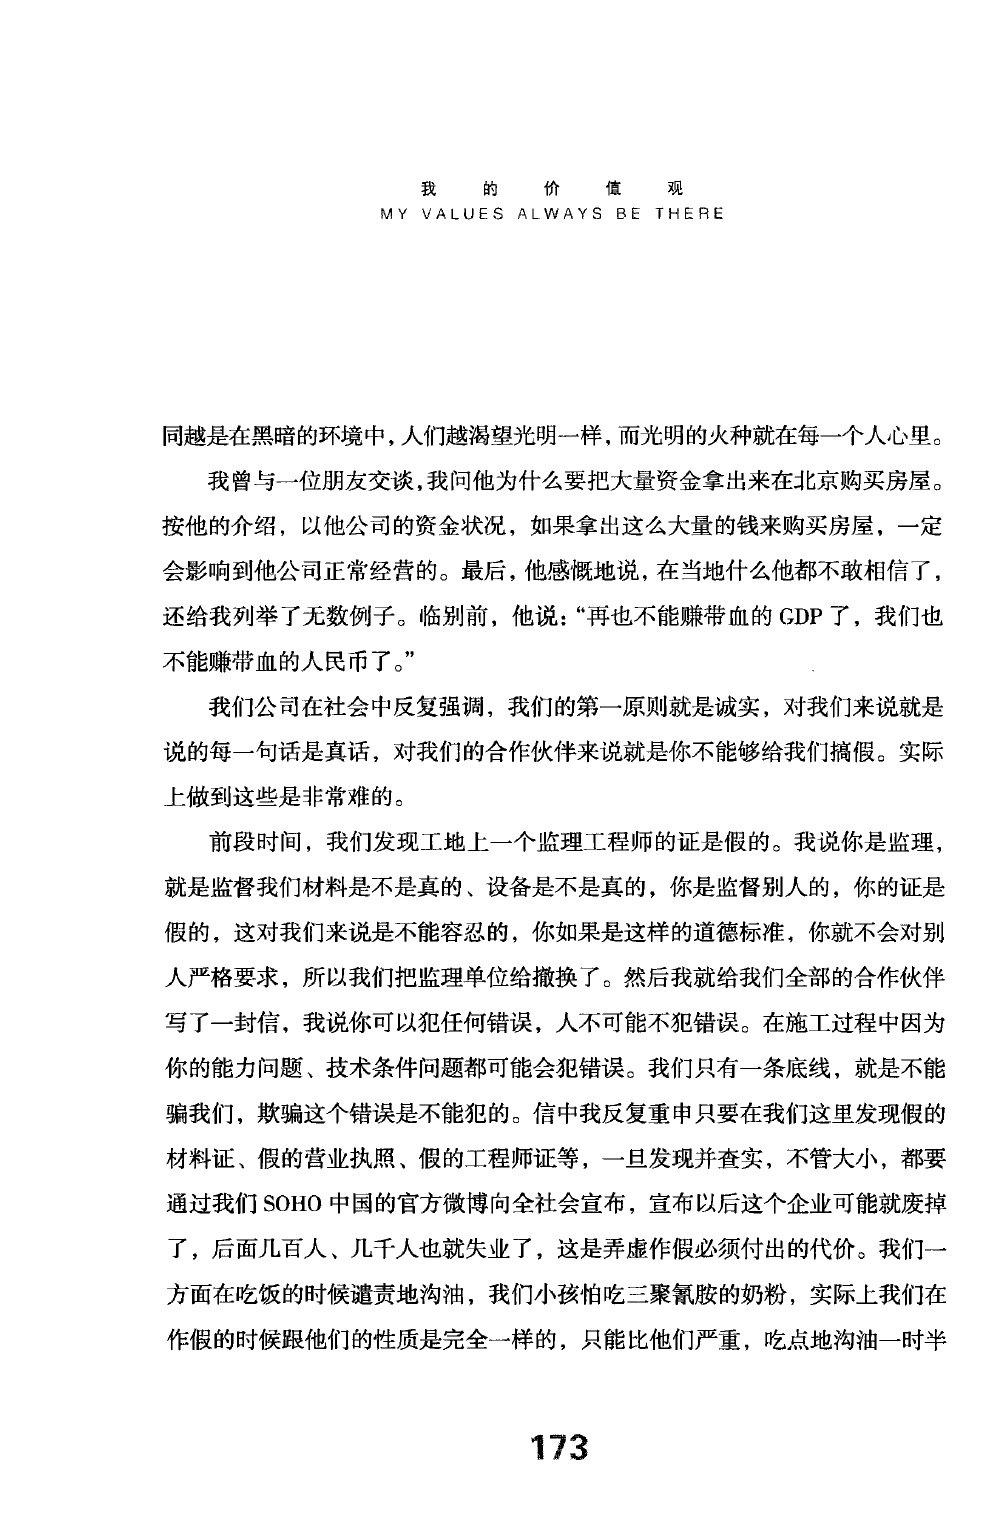 我的价值观
MY VALUES ALWAYS BE THERE
同越是在黑暗的环境中，人们越渴望光明一样，而光明的火种就在每一个人心里。
我曾与一位朋友交谈，我问他为什么要把大量资金拿出来在北京购买房屋。
按他的介绍，以他公司的资金状况，如果拿出这么大量的钱来购买房屋，一定
会影响到他公司正常经营的。最后，他感慨地说，在当地什么他都不敢相信了，
还给我列举了无数例子。临别前，他说：“再也不能赚带血的 GDP 了，我们也
不能赚带血的人民币了。”
我们公司在社会中反复强调，我们的第一原则就是诚实，对我们来说就是
说的每一句话是真话，对我们的合作伙伴来说就是你不能够给我们搞假。实际
上做到这些是非常难的。
前段时间，我们发现工地上一个监理工程师的证是假的。我说你是监理，
就是监督我们材料是不是真的、设备是不是真的，你是监督别人的，你的证是
假的，这对我们来说是不能容忍的，你如果是这样的道德标准，你就不会对别
人严格要求，所以我们把监理单位给撤换了。然后我就给我们全部的合作伙伴
写了一封信，我说你可以犯任何错误，人不可能不犯错误。在施工过程中因为
你的能力问题、技术条件问题都可能会犯错误。我们只有一条底线，就是不能
骗我们，欺骗这个错误是不能犯的。信中我反复重申只要在我们这里发现假的
材料证、假的营业执照、假的工程师证等，一旦发现并查实，不管大小，都要
通过我们 SOHO 中国的官方微博向全社会宣布，宣布以后这个企业可能就废掉
了，后面几百人、几千人也就失业了，这是弄虚作假必须付出的代价。我们一
方面在吃饭的时候谴责地沟油，我们小孩怕吃三聚氰胺的奶粉，实际上我们在
作假的时候跟他们的性质是完全一样的，只能比他们严重，吃点地沟油一时半
173